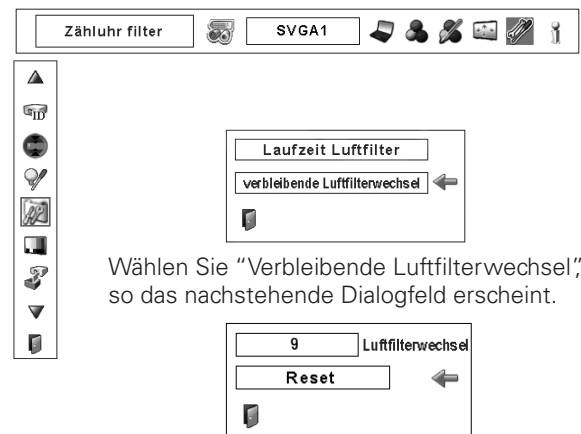 Zähluhr filter
SVGA1
ID
Laufzeit Luftfilter
verbleibende Luftfilterwechsel
Wählen Sie “Verbleibende Luftfilterwechsel”,
so das nachstehende Dialogfeld erscheint.
9 Luftfilterwechsel
Reset